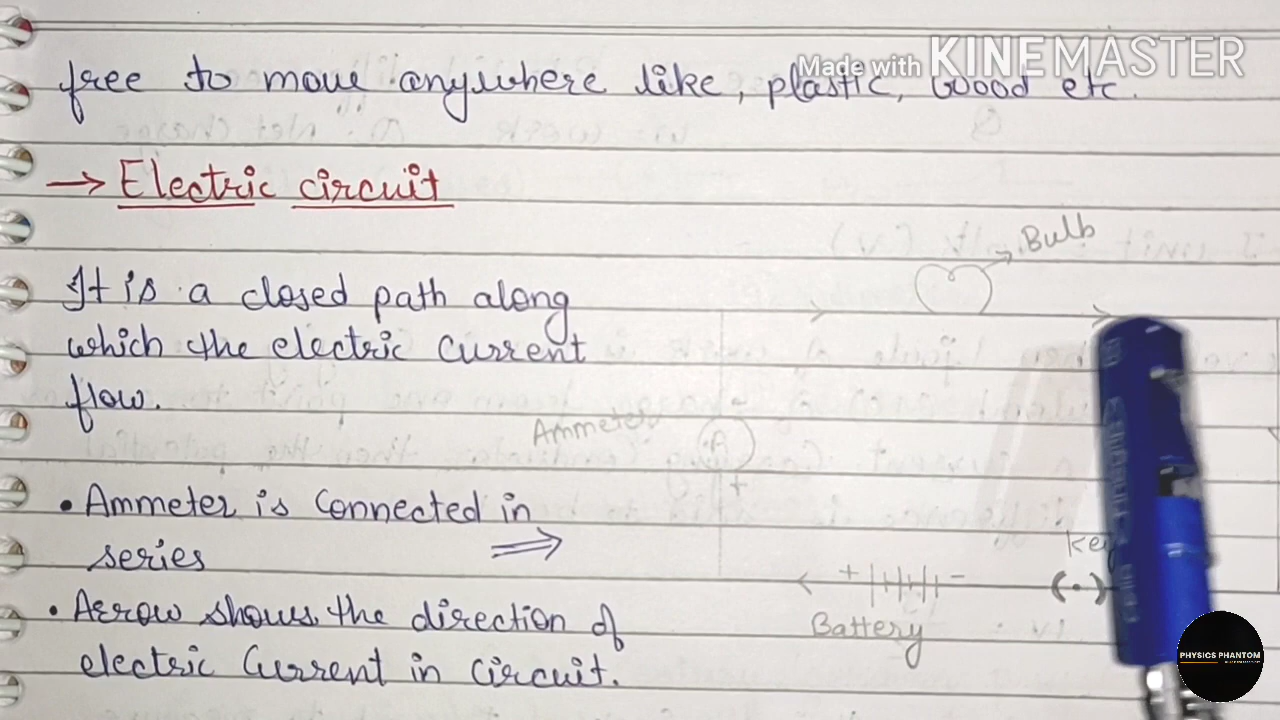 Made with KINEMASTER
free to move anywhere like, plastic, Wood etc.
→ Electric circuit
Bulb
It is a closed path along
which the electric current
flow.
Ammeter
-
A
+
• Ammeter is Connected in
series
key
+ -
(·)
Battery
• Arrow shows the direction of
electric Current in circuit.
PHYSICS PHANTOM